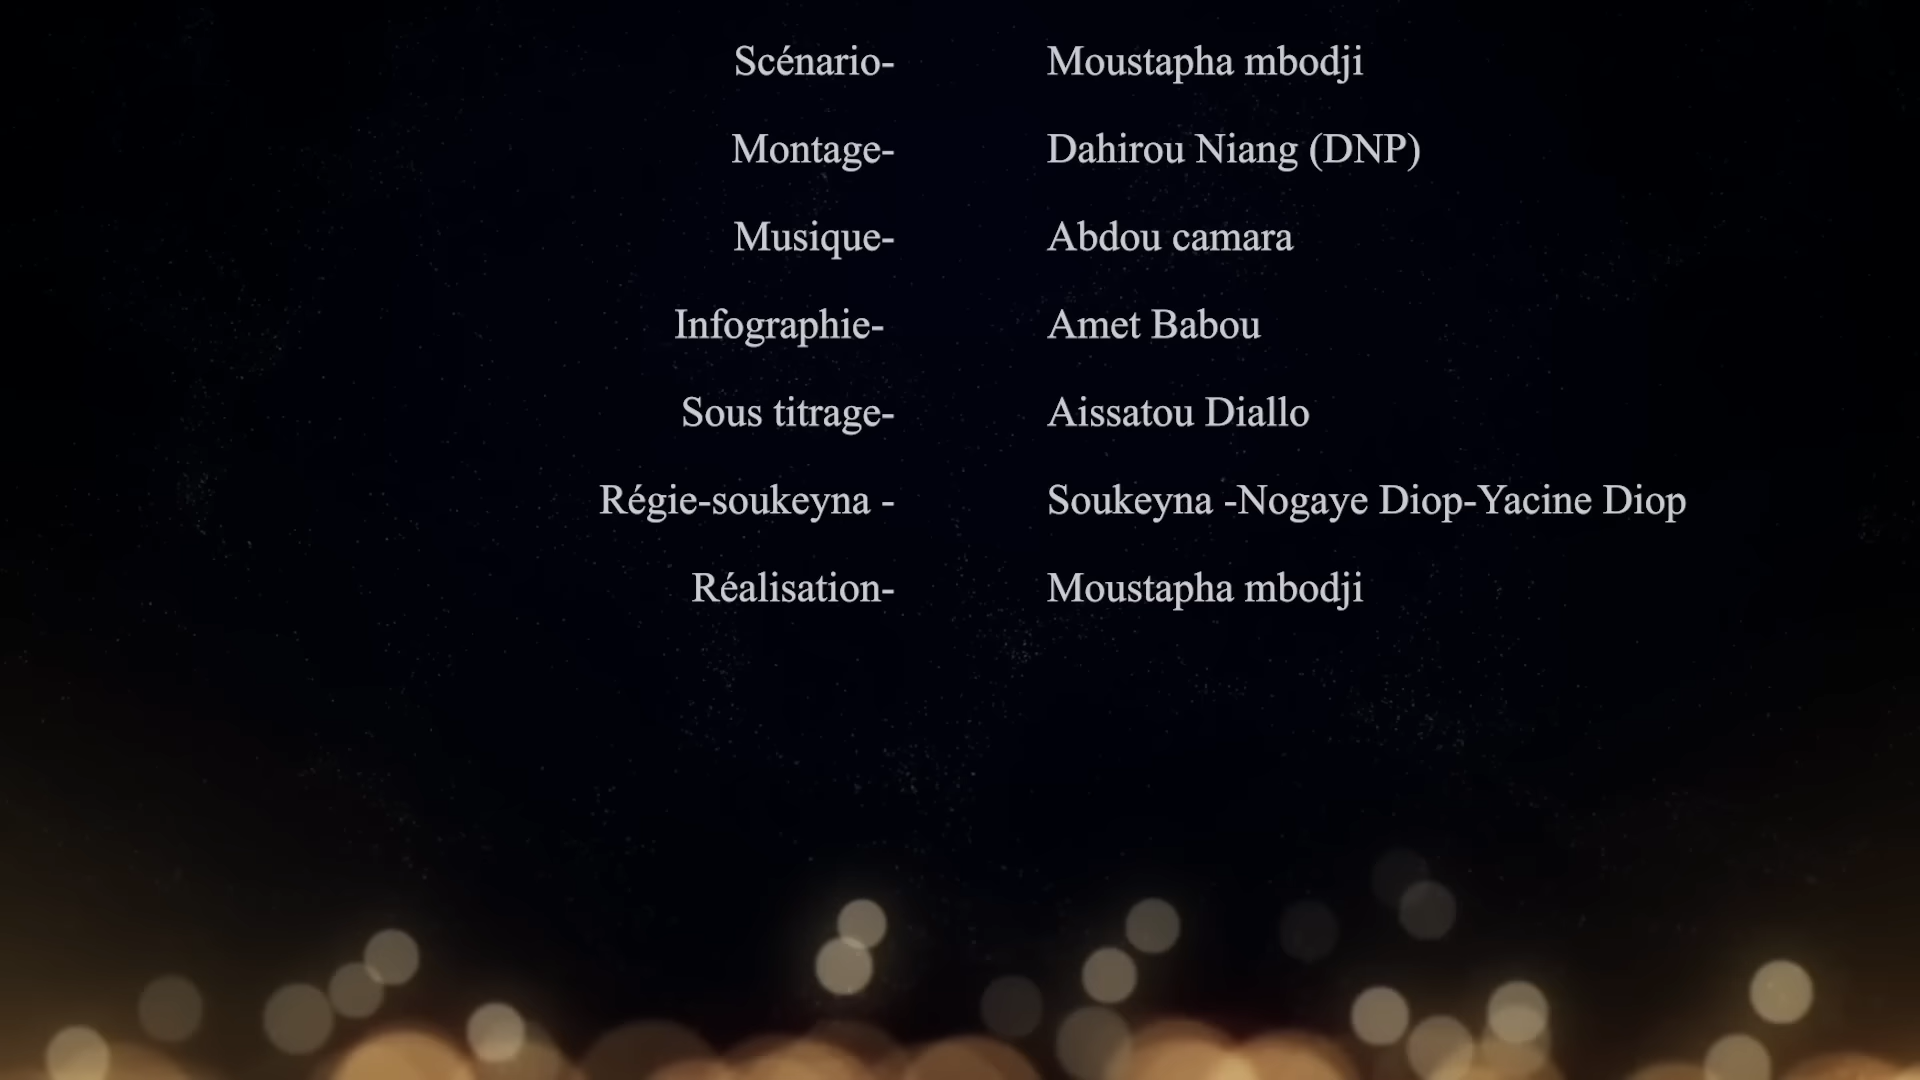 Scénario- Moustapha mbodji
Montage- Dahirou Niang (DNP)
Musique- Abdou camara
Infographie- Amet Babou
Sous titrage- Aissatou Diallo
Régie-soukeyna - Soukeyna -Nogaye Diop-Yacine Diop
Réalisation- Moustapha mbodji